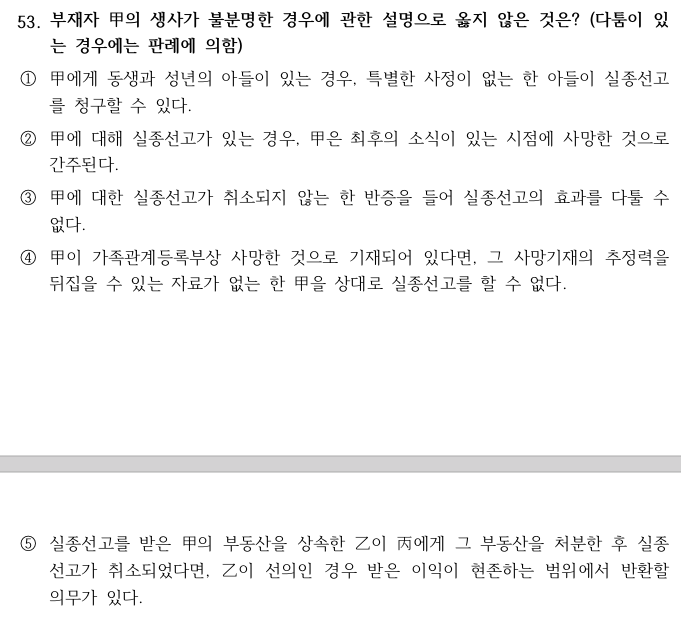 53. 부재자 甲의 생사가 불분명한 경우에 관한 설명으로 옳지 않은 것은? (다툼이 있
는 경우에는 판례에 의함)
① 甲에게 동생과 성년의 아들이 있는 경우, 특별한 사정이 없는 한 아들이 실종선고
를 청구할 수 있다.
② 甲에 대해 실종선고가 있는 경우, 甲은 최후의 소식이 있는 시점에 사망한 것으로
간주된다.
③ 甲에 대한 실종선고가 취소되지 않는 한 반증을 들어 실종선고의 효과를 다툴 수
없다.
④ 甲이 가족관계등록부상 사망한 것으로 기재되어 있다면, 그 사망기재의 추정력을
뒤집을 수 있는 자료가 없는 한 甲을 상대로 실종선고를 할 수 없다.
⑤ 실종선고를 받은 甲의 부동산을 상속한 乙이 丙에게 그 부동산을 처분한 후 실종
선고가 취소되었다면, 乙이 선의인 경우 받은 이익이 현존하는 범위에서 반환할
의무가 있다.